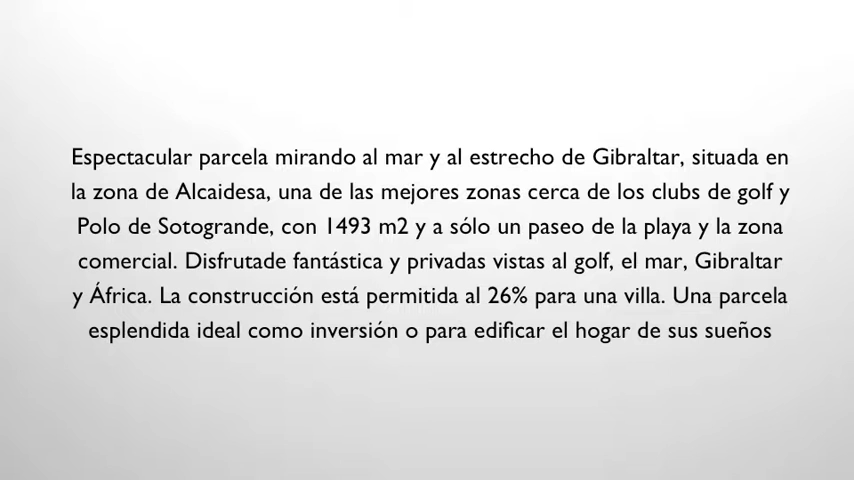 Espectacular parcela mirando al mar y al estrecho de Gibraltar, situada en
la zona de Alcaidesa, una de las mejores zonas cerca de los clubs de golf y
Polo de Sotogrande, con 1493 m2 y a sólo un paseo de la playa y la zona
comercial. Disfrutade fantástica y privadas vistas al golf, el mar, Gibraltar
y África. La construcción está permitida al 26% para una villa. Una parcela
esplendida ideal como inversión o para edificar el hogar de sus sueños